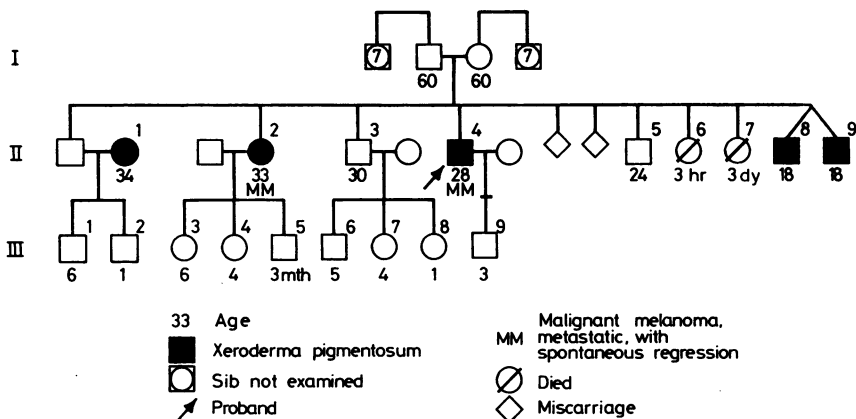 I
7
7
60
60
1
2
3
4
5
6
7
8
9
II
34
33
30
28
24
3 hr
3 dy
18
18
MM
MM
1
2
3
4
5
6
7
8
9
III
6
1
6
4
3mth
5
4
1
3
33 Age
Xeroderma pigmentosum
Sib not examined
Proband
Malignant melanoma,
MM metastatic, with
spontaneous regression
Died
Miscarriage